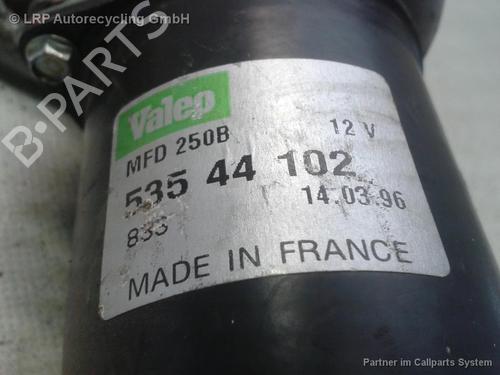 © LRP Autorecycling GmbH
B-PARTS
Valeo
MFD 250B
12 V
535 44 102
14.03.96
833
MADE IN FRANCE
Partner im Callparts System